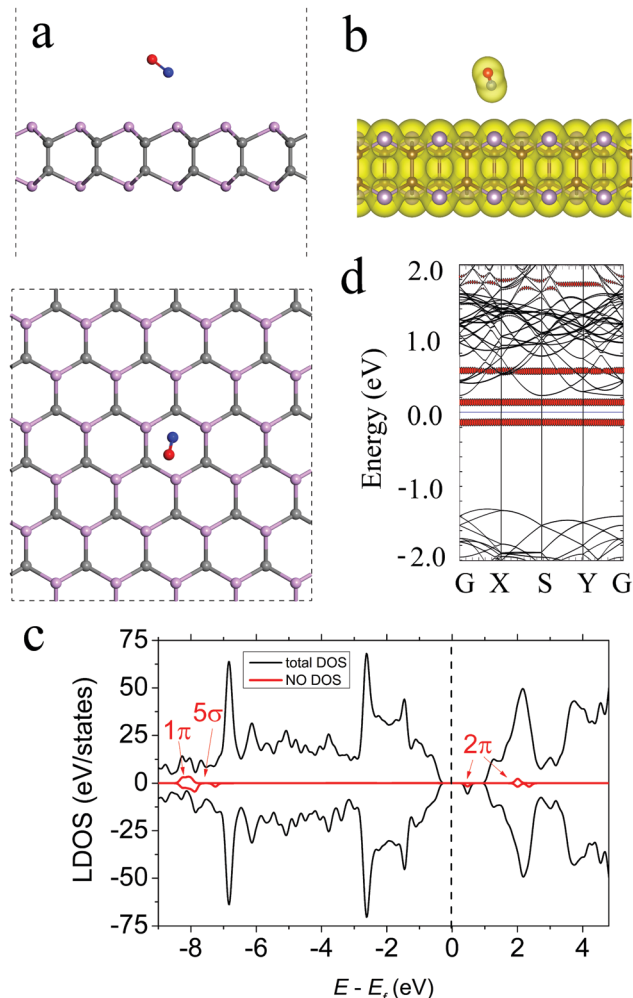 a
b
d
2.0
1.0
0.0
-1.0
-2.0
Energy (eV)
G X S Y G
c
75
50
25
0
-25
-50
-75
LDOS (eV/states)
total DOS
NO DOS
1π
5σ
2π
-8 -6 -4 -2 0 2 4
E - Ef (eV)